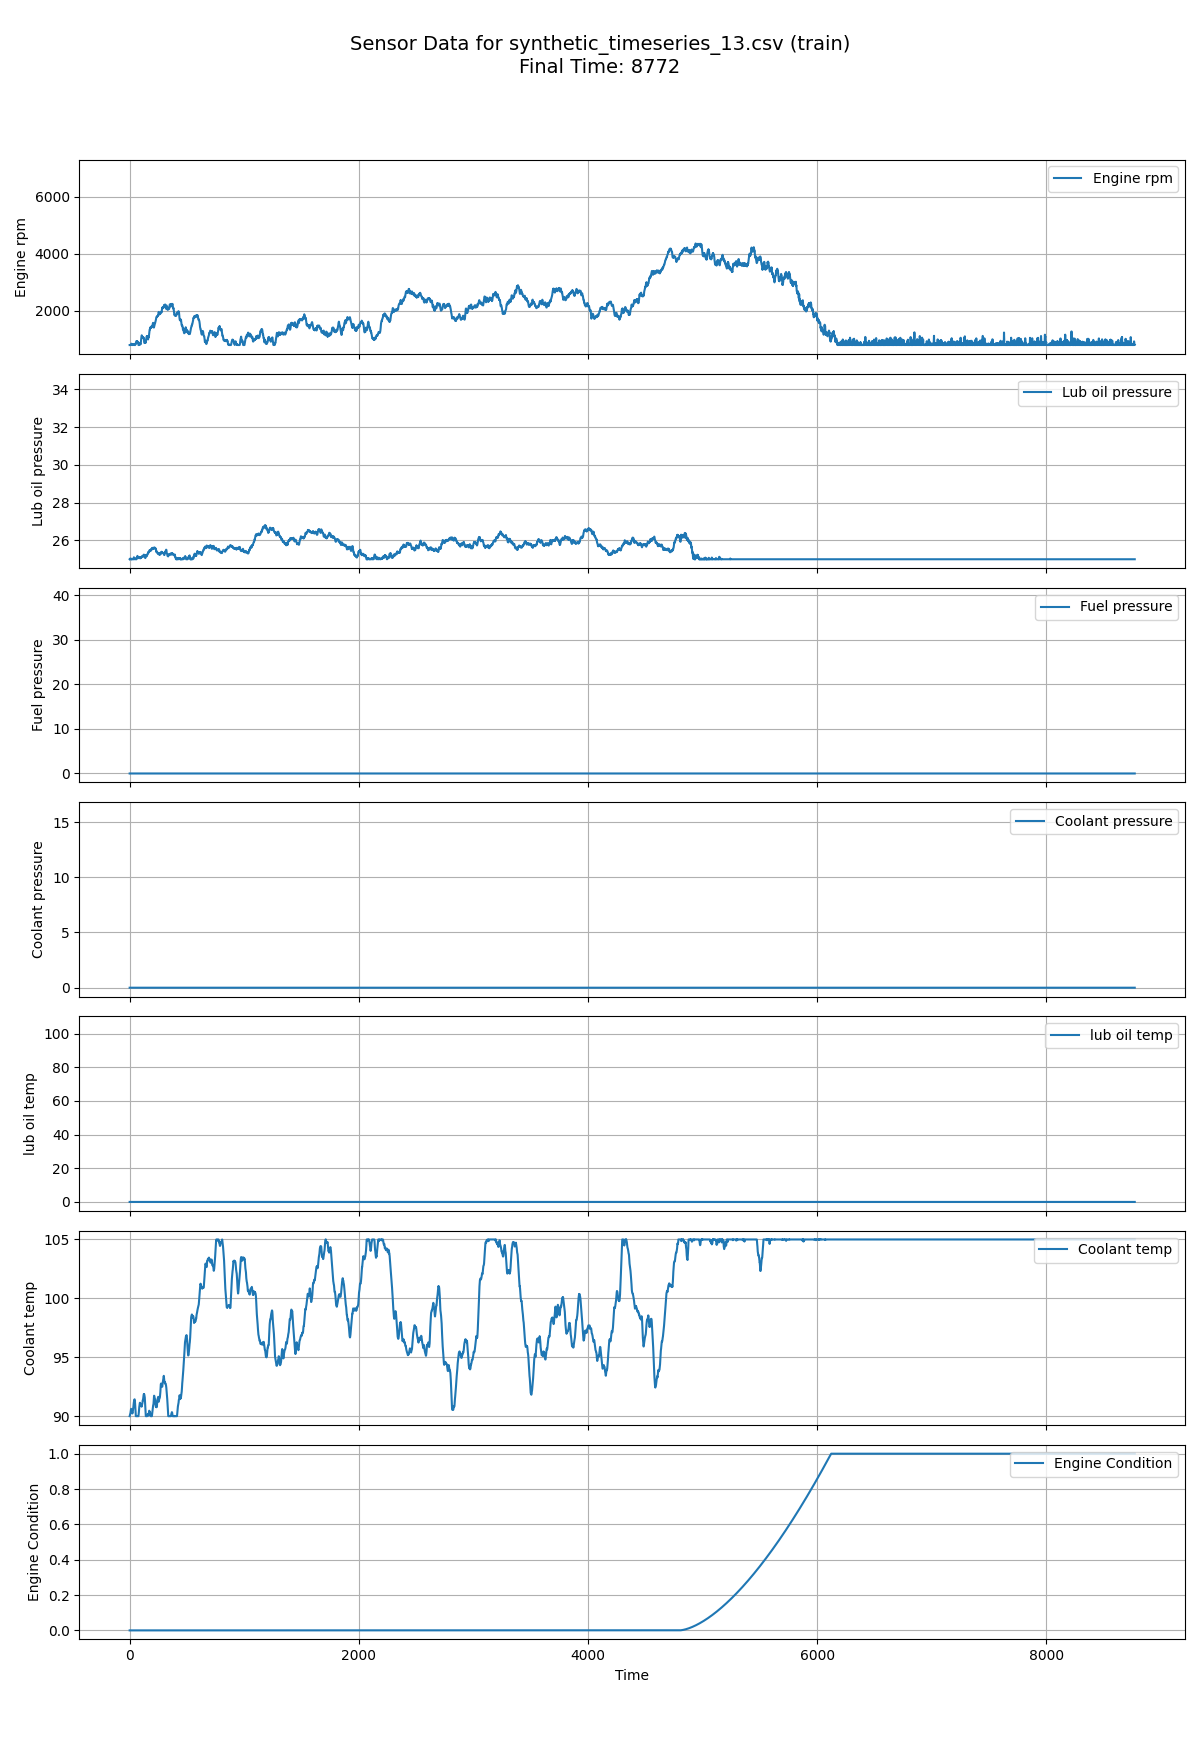 Sensor Data for synthetic_timeseries_13.csv (train)
Final Time: 8772
Engine rpm
6000
4000
2000
Engine rpm
Lub oil pressure
34
32
30
28
26
Lub oil pressure
Fuel pressure
40
30
20
10
0
Fuel pressure
Coolant pressure
15
10
5
0
Coolant pressure
lub oil temp
100
80
60
40
20
0
lub oil temp
Coolant temp
105
100
95
90
Coolant temp
Engine Condition
1.0
0.8
0.6
0.4
0.2
0.0
Engine Condition
0 2000 4000 6000 8000
Time